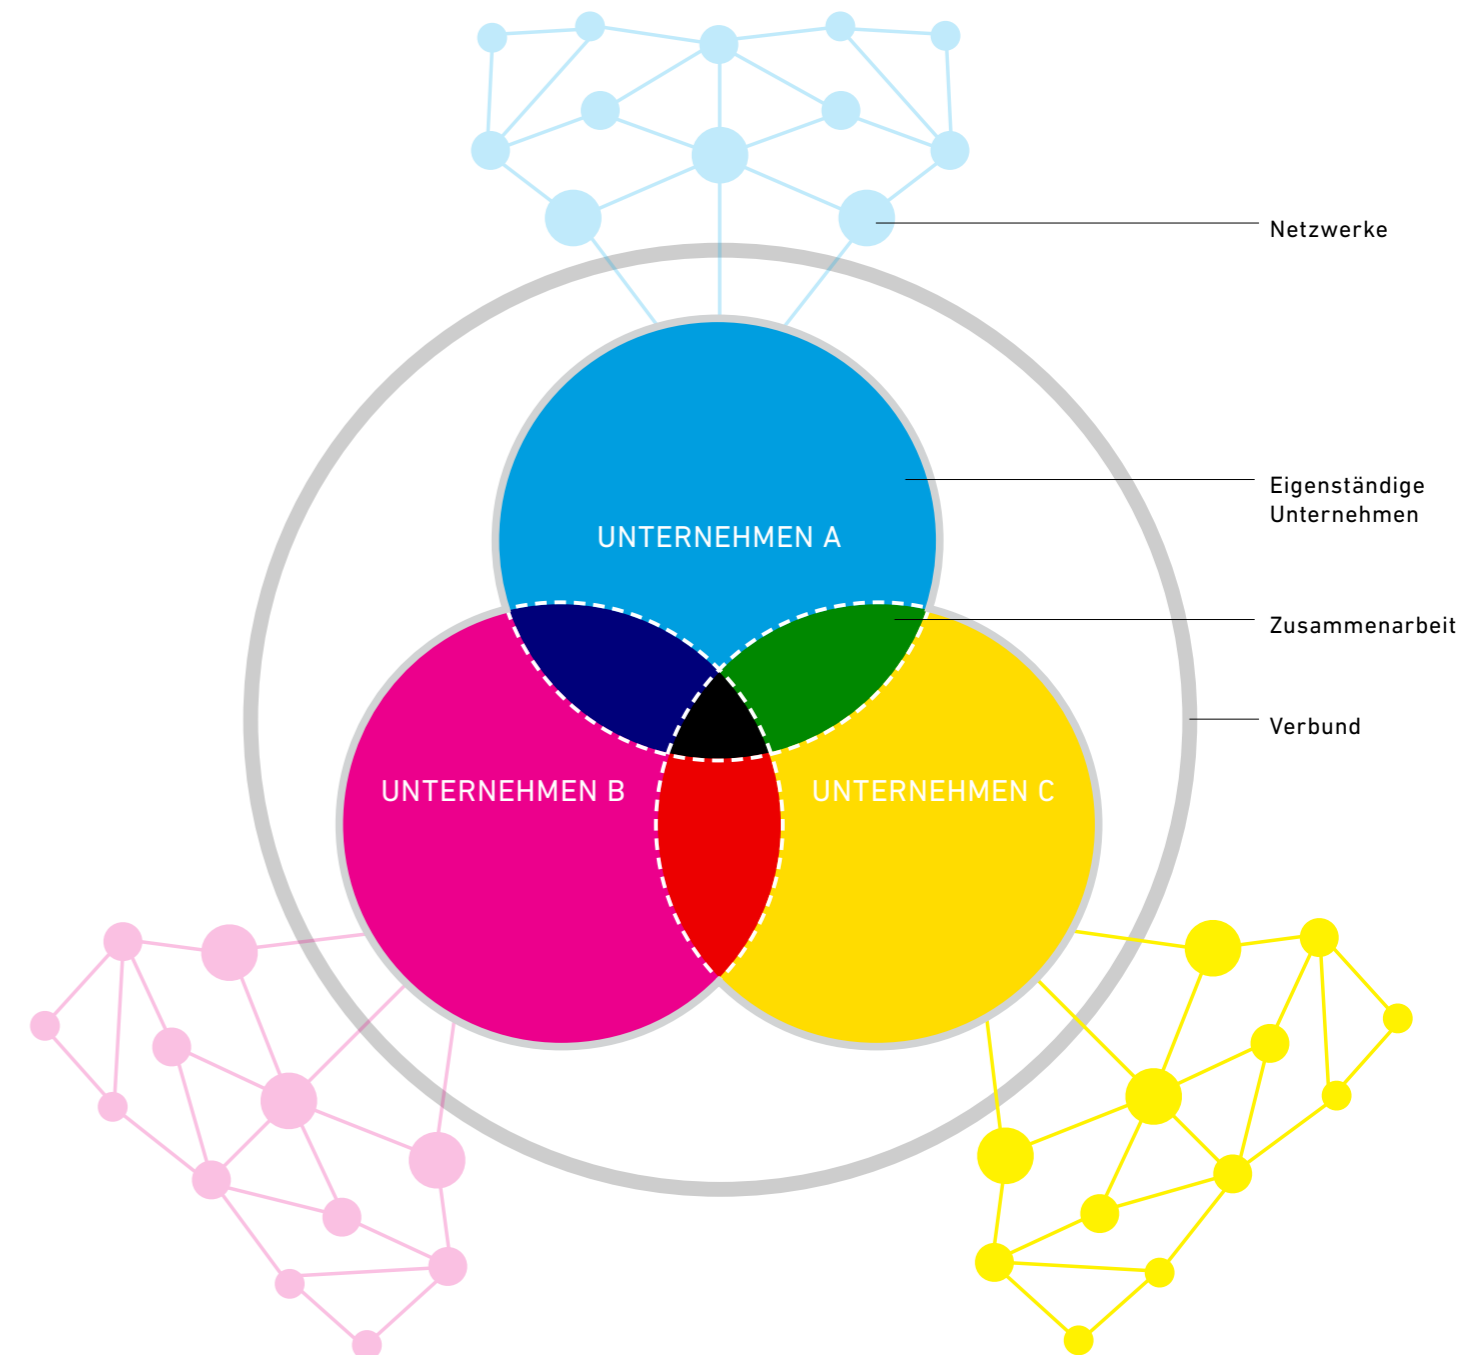 Netzwerke
Eigenständige
Unternehmen
UNTERNEHMEN A
Zusammenarbeit
Verbund
UNTERNEHMEN B
UNTERNEHMEN C